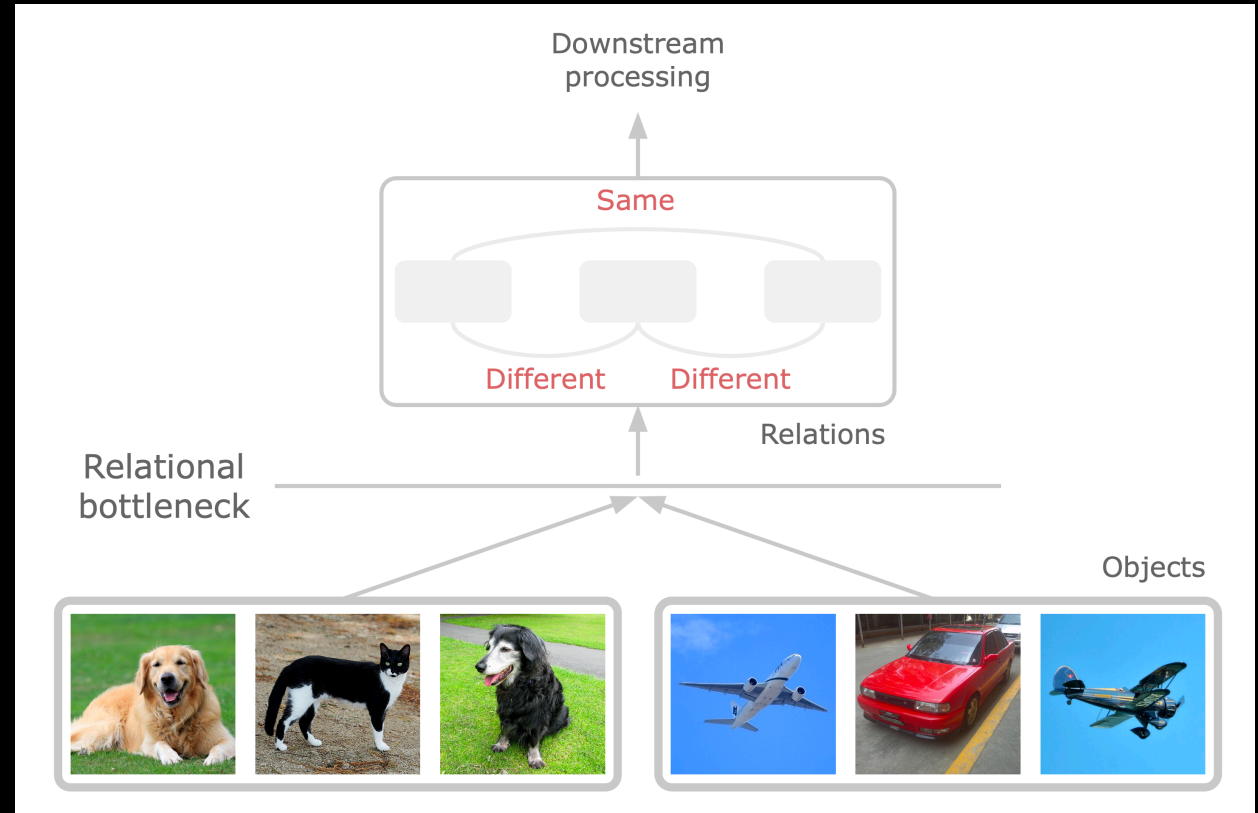 Downstream
processing
Same
Different Different
Relations
Relational
bottleneck
Objects